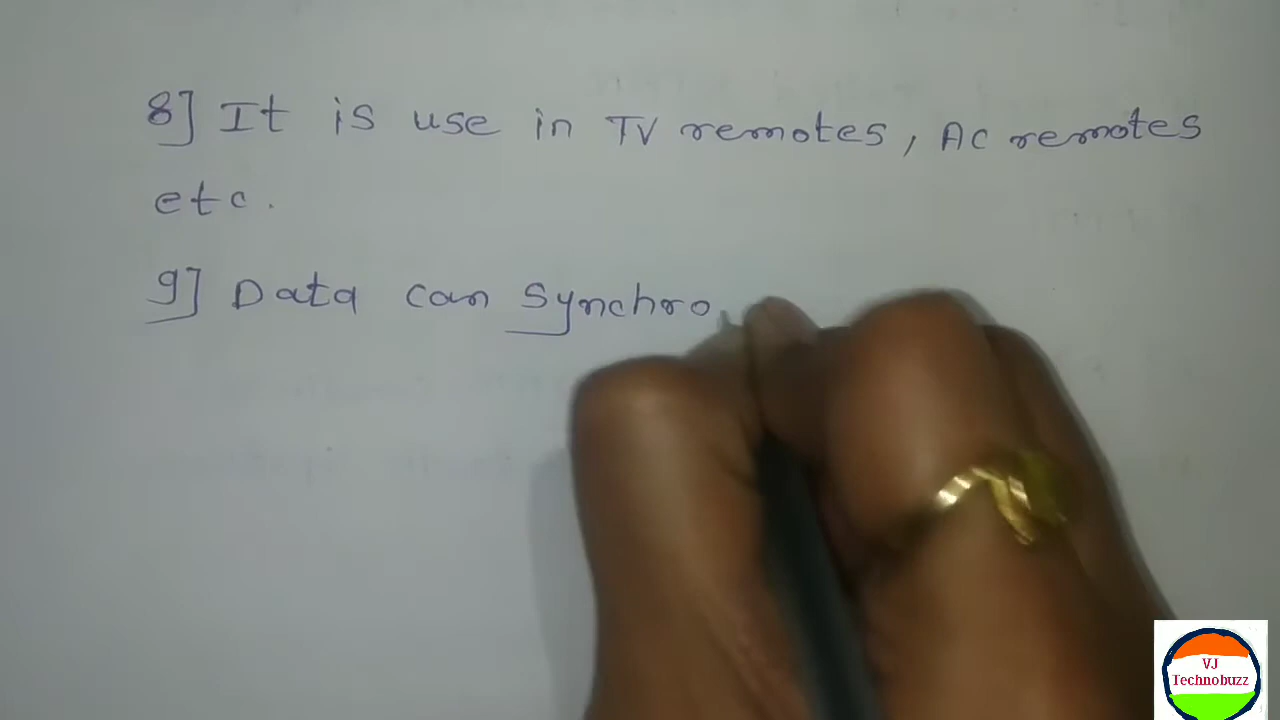 8] It is use in TV remotes, AC remotes
etc.
9] Data can Synchro
VJ
Technobuzz